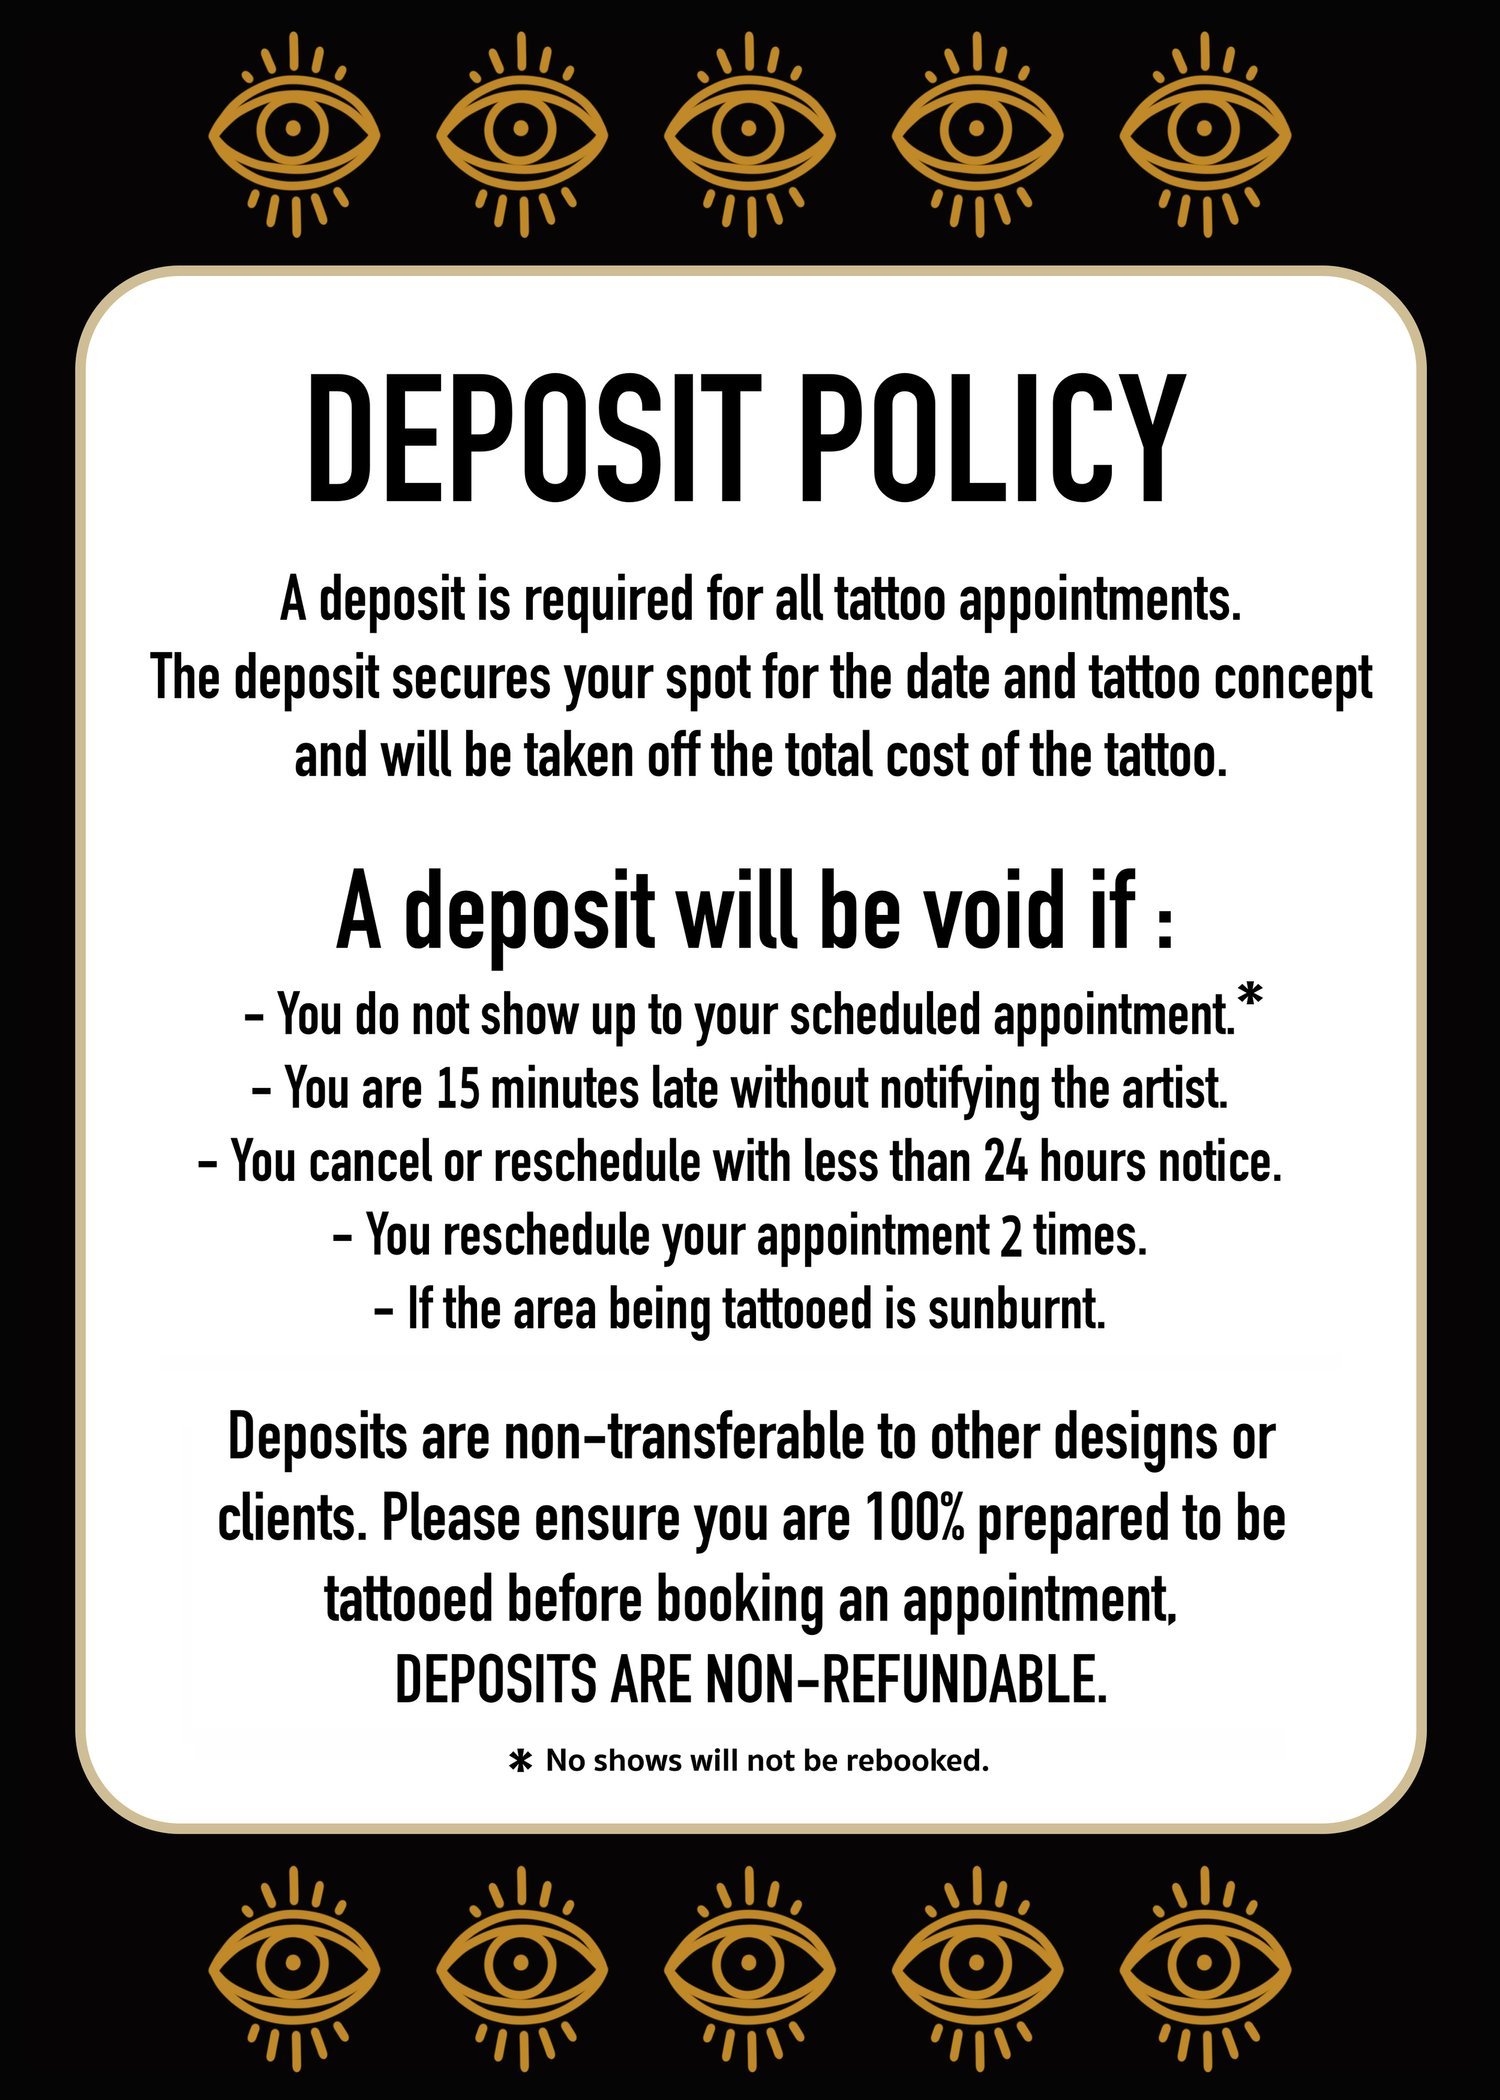 DEPOSIT POLICY
A deposit is required for all tattoo appointments.
The deposit secures your spot for the date and tattoo concept
and will be taken off the total cost of the tattoo.
A deposit will be void if :
- You do not show up to your scheduled appointment.*
- You are 15 minutes late without notifying the artist.
- You cancel or reschedule with less than 24 hours notice.
- You reschedule your appointment 2 times.
- If the area being tattooed is sunburnt.
Deposits are non-transferable to other designs or
clients. Please ensure you are 100% prepared to be
tattooed before booking an appointment,
DEPOSITS ARE NON-REFUNDABLE.
* No shows will not be rebooked.